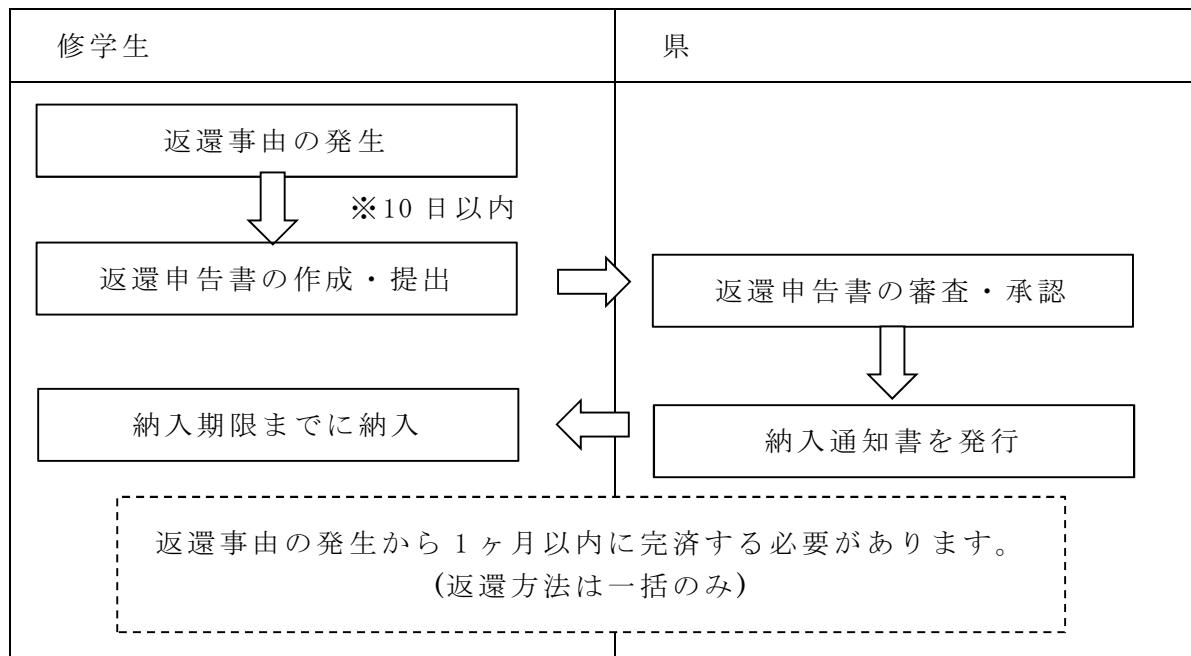 修学生
県
返還事由の発生
※10日以内
返還申告書の作成・提出
返還申告書の審査・承認
納入期限までに納入
納入通知書を発行
返還事由の発生から1ヶ月以内に完済する必要があります。
(返還方法は一括のみ)